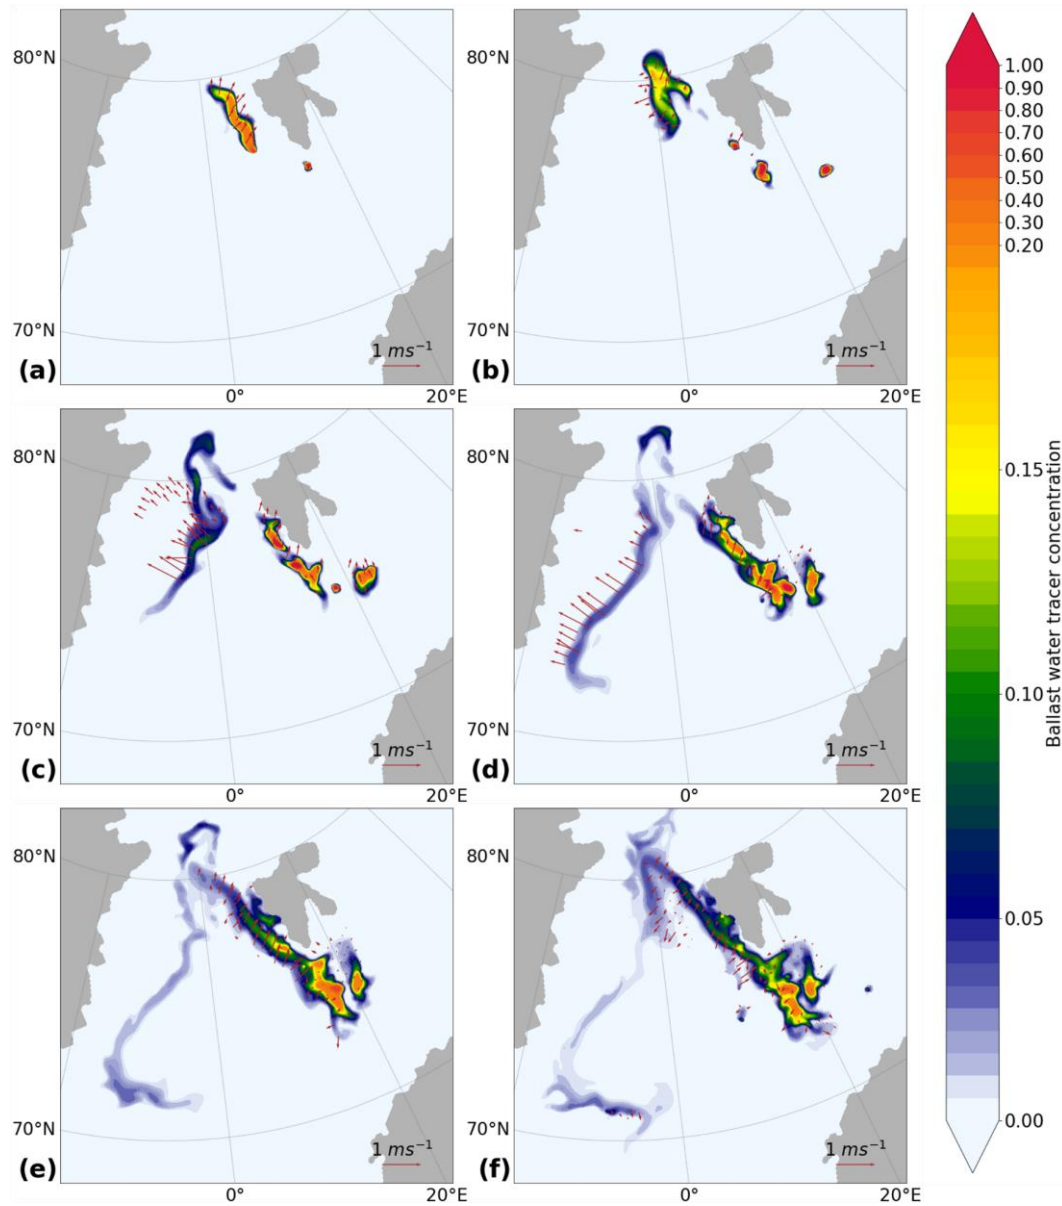 80°N
70°N
(a)
1 ms⁻¹
0°
20°E
(b)
80°N
70°N
1 ms⁻¹
0°
20°E
(c)
80°N
70°N
1 ms⁻¹
0°
20°E
(d)
80°N
70°N
1 ms⁻¹
0°
20°E
(e)
80°N
70°N
1 ms⁻¹
0°
20°E
(f)
80°N
70°N
1 ms⁻¹
0°
20°E
1.00
0.90
0.80
0.70
0.60
0.50
0.40
0.30
0.20
0.15
0.10
0.05
0.00
Ballast water tracer concentration